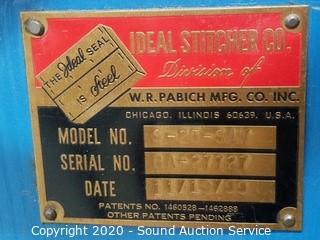 THE Ideal SEAL
IS Steel
IDEAL STITCHER CO.
Division of
W.R. PABICH MFG. CO. INC.
CHICAGO, ILLINOIS 60639, U.S.A.
MODEL NO.
SERIAL NO.
DATE
PATENTS NO. 1460928-1462888
OTHER PATENTS PENDING
Copyright © 2020 - Sound Auction Service